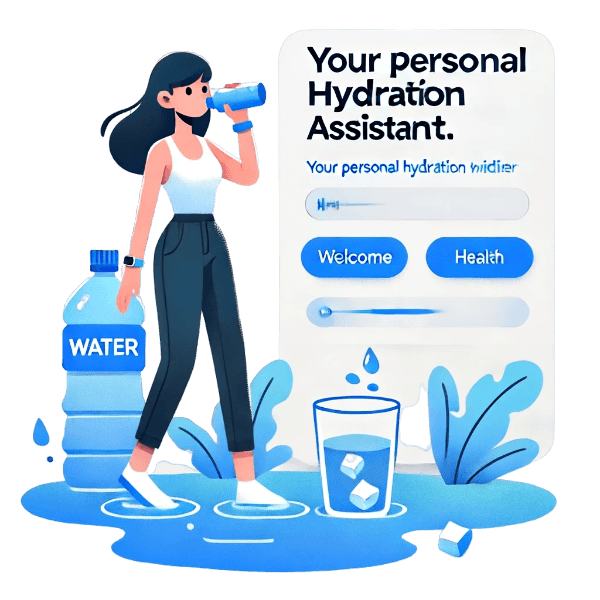 Your personal
Hydration
Assistant.
Your personal hydration
Welcome
Health
WATER